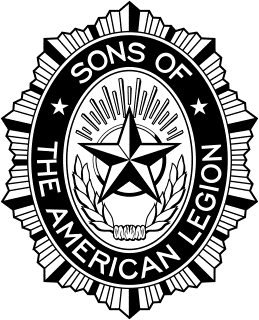 SONS OF
THE AMERICAN LEGION